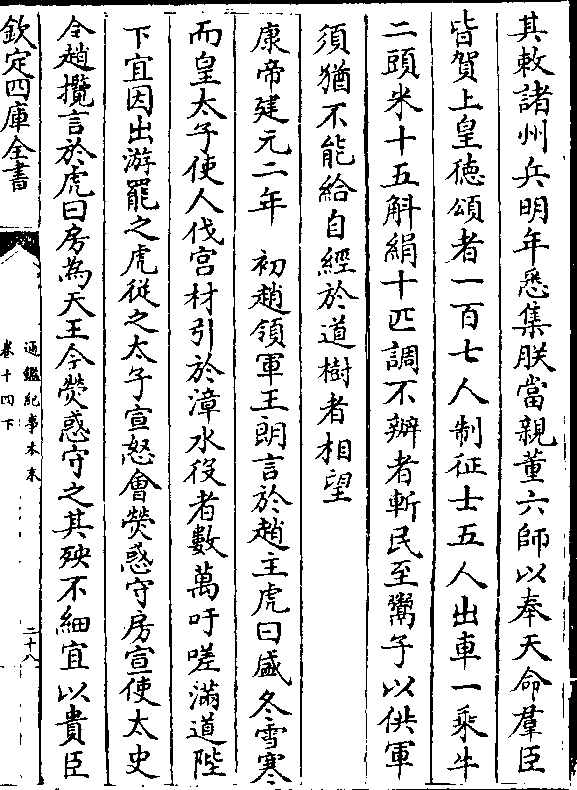 其敕諸州兵明年悉集朕當親董六師以奉天命羣臣
皆賀上皇德頌者一百七人制征士五人出車一乘牛
二頭米十五斛絹十匹調不辦者斬民至鬻子以供軍
須猶不能給自經於道樹者相望
康帝建元二年 初趙領軍王朗言於趙主虎曰盛冬雪寒
而皇太子使人伐宫材引於漳水役者數萬吁嗟滿道陛
下宜因出游罷之虎從之太子宣怒會熒惑守房宣使太史
令趙攬言於虎曰房為天王今熒惑守之其殃不細宜以貴臣
欽定四庫全書
通鑑紀事本末
卷十四下
二十八